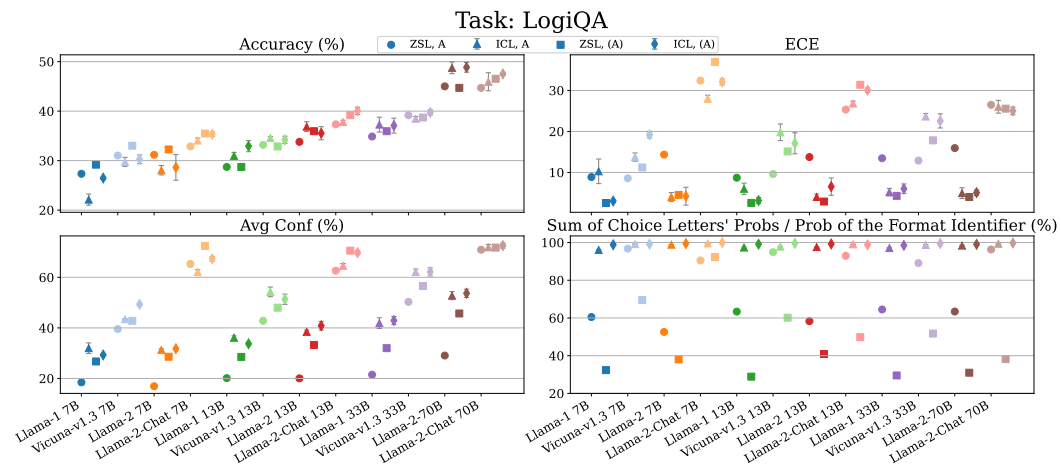 Task: LogiQA
ZSL, A
ICL, A
ZSL, (A)
ICL, (A)
Accuracy (%)
50
40
30
20
ECE
30
20
10
Avg Conf (%)
60
40
20
Llama-1 7B
Vicuna-v1.3 7B
Llama-2-7B
Llama-2-Chat 7B
Llama-1 13B
Vicuna-v1.3 13B
Llama-2-13B
Llama-2-Chat 13B
Llama-1 33B
Vicuna-v1.3 33B
Llama-2-70B
Llama-2-Chat 70B
Sum of Choice Letters' Probs / Prob of the Format Identifier (%)
100
80
60
40
20
Llama-1 7B
Vicuna-v1.3 7B
Llama-2 7B
Llama-2-Chat 7B
Llama-1 13B
Vicuna-v1.3 13B
Llama-2 13B
Llama-2-Chat 13B
Llama-1 33B
Vicuna-v1.3 33B
Llama-2-70B
Llama-2-Chat 70B